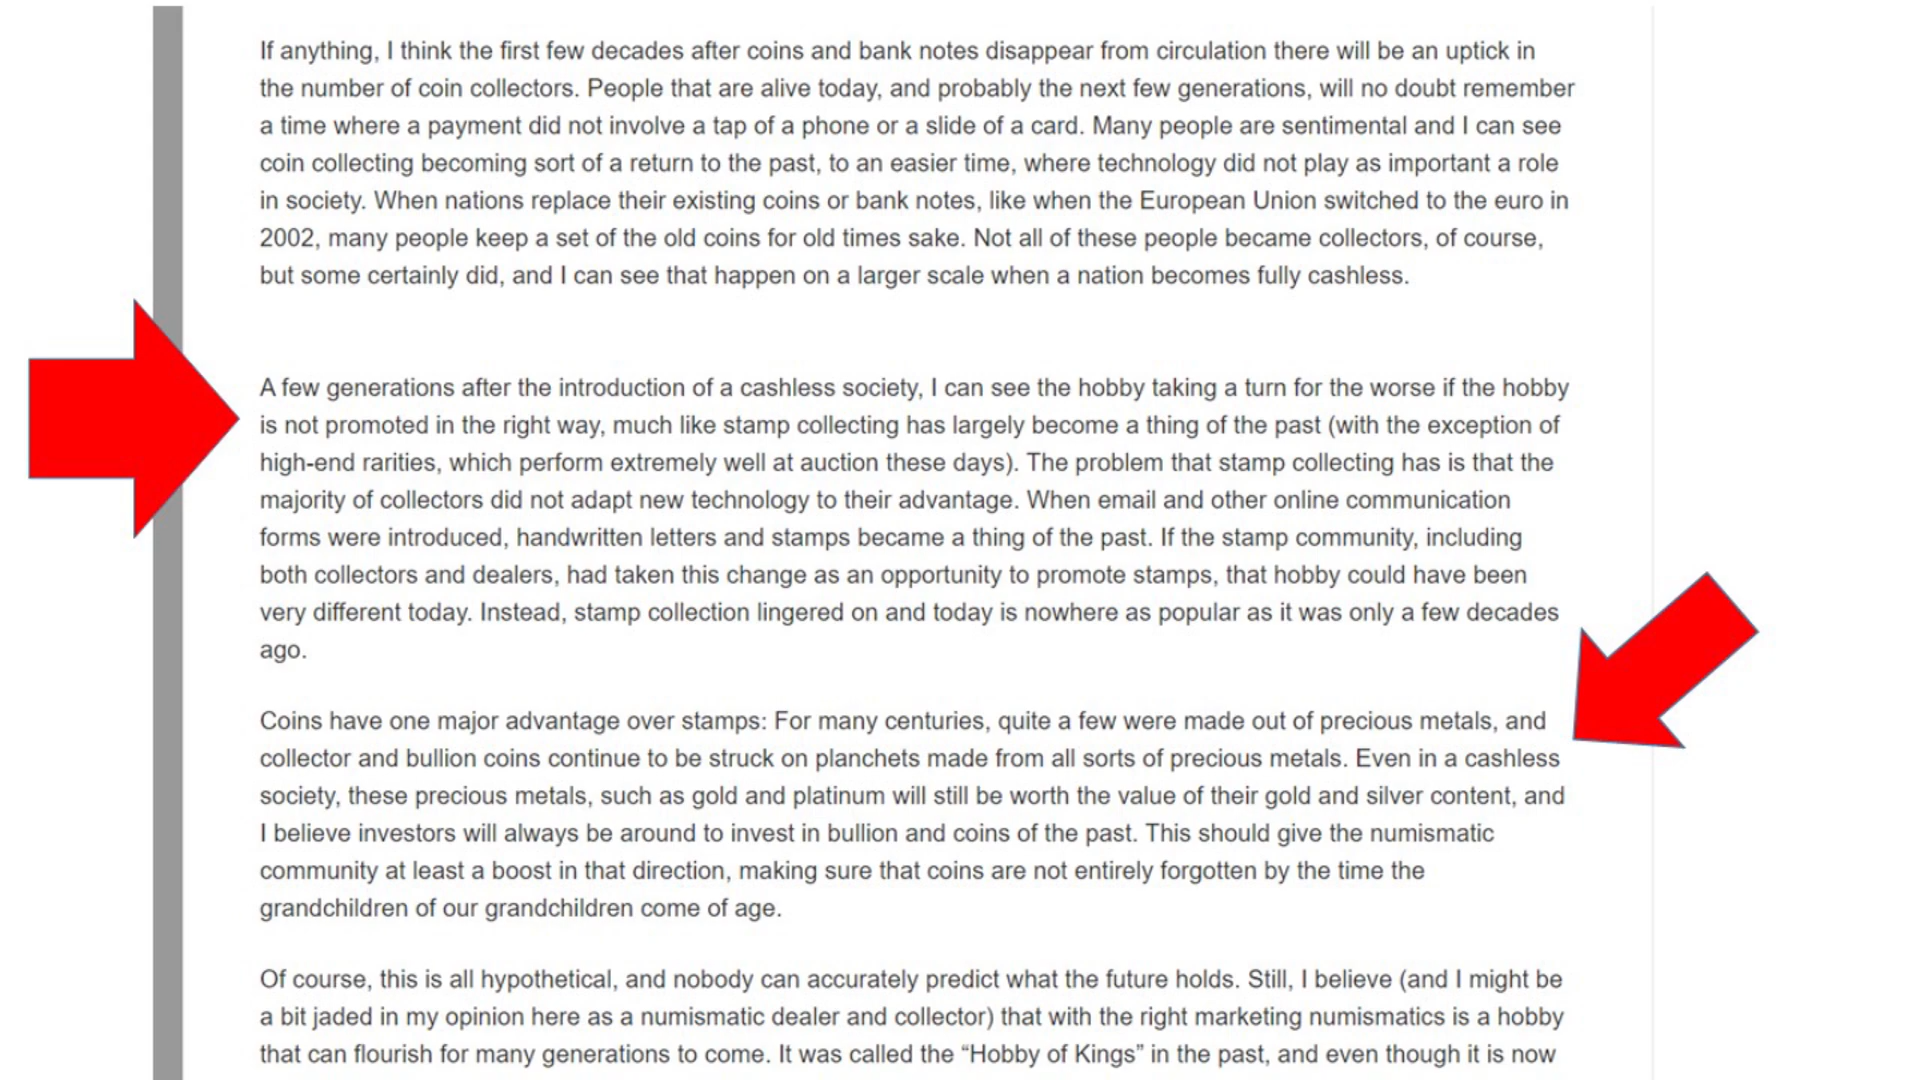 If anything, I think the first few decades after coins and bank notes disappear from circulation there will be an uptick in
the number of coin collectors. People that are alive today, and probably the next few generations, will no doubt remember
a time where a payment did not involve a tap of a phone or a slide of a card. Many people are sentimental and I can see
coin collecting becoming sort of a return to the past, to an easier time, where technology did not play as important a role
in society. When nations replace their existing coins or bank notes, like when the European Union switched to the euro in
2002, many people keep a set of the old coins for old times sake. Not all of these people became collectors, of course,
but some certainly did, and I can see that happen on a larger scale when a nation becomes fully cashless.
A few generations after the introduction of a cashless society, I can see the hobby taking a turn for the worse if the hobby
is not promoted in the right way, much like stamp collecting has largely become a thing of the past (with the exception of
high-end rarities, which perform extremely well at auction these days). The problem that stamp collecting has is that the
majority of collectors did not adapt new technology to their advantage. When email and other online communication
forms were introduced, handwritten letters and stamps became a thing of the past. If the stamp community, including
both collectors and dealers, had taken this change as an opportunity to promote stamps, that hobby could have been
very different today. Instead, stamp collection lingered on and today is nowhere as popular as it was only a few decades
ago.
Coins have one major advantage over stamps: For many centuries, quite a few were made out of precious metals, and
collector and bullion coins continue to be struck on planchets made from all sorts of precious metals. Even in a cashless
society, these precious metals, such as gold and platinum will still be worth the value of their gold and silver content, and
I believe investors will always be around to invest in bullion and coins of the past. This should give the numismatic
community at least a boost in that direction, making sure that coins are not entirely forgotten by the time the
grandchildren of our grandchildren come of age.
Of course, this is all hypothetical, and nobody can accurately predict what the future holds. Still, I believe (and I might be
a bit jaded in my opinion here as a numismatic dealer and collector) that with the right marketing numismatics is a hobby
that can flourish for many generations to come. It was called the “Hobby of Kings” in the past, and even though it is now